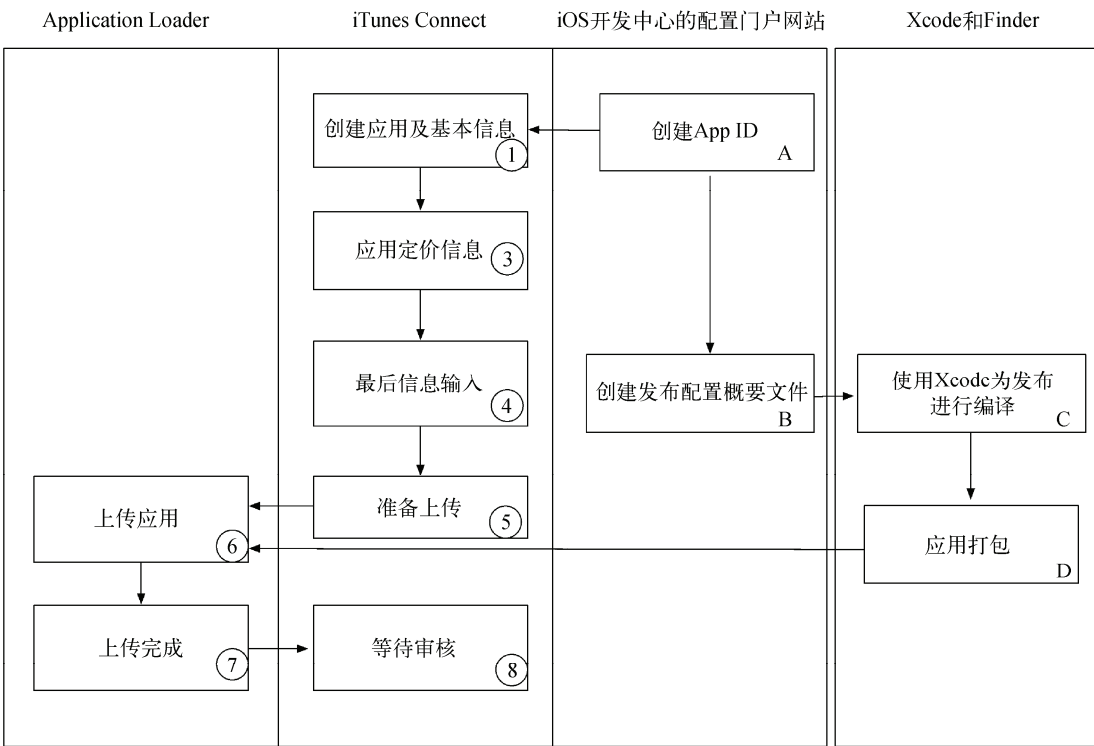 Application Loader
iTunes Connect
iOS开发中心的配置门户网站
Xcode和Finder
创建应用及基本信息
①
创建App ID
A
应用定价信息
③
最后信息输入
④
创建发布配置概要文件
B
使用Xcodc为发布
进行编译
C
准备上传
⑤
上传应用
⑥
应用打包
D
上传完成
⑦
等待审核
⑧